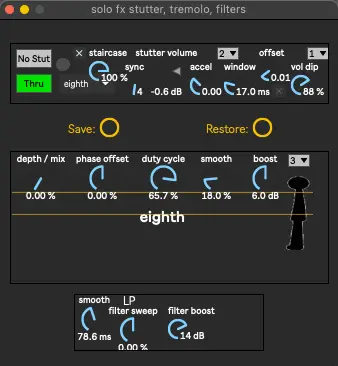 solo fx stutter, tremolo, filters
staircase stutter volume 2 offset 1
No Stut
sync accel window 0.01 vol dip
100 %
Thru eighth 4 -0.6 dB 0.00 17.0 ms 88 %
Save: Restore:
depth / mix phase offset duty cycle smooth boost 3
0.00 % 0.00 % 65.7 % 18.0 % 6.0 dB
eighth
smooth LP
filter sweep filter boost
78.6 ms 0.00 % 14 dB